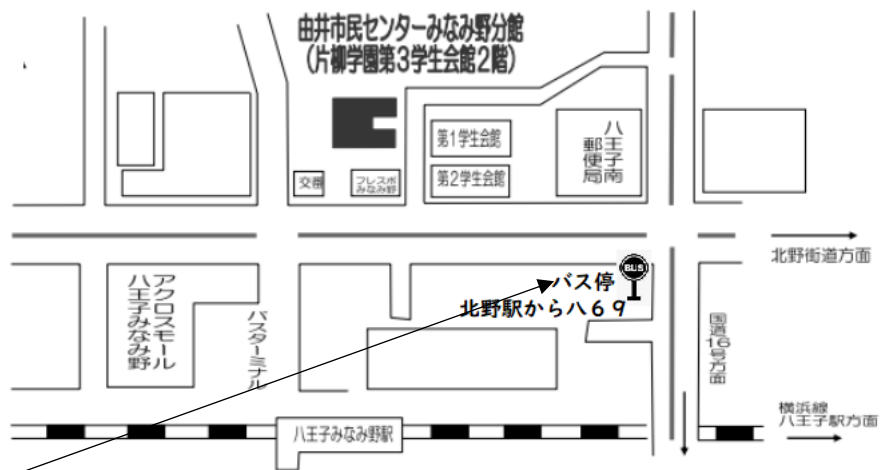 由井市民センターみなみ野分館
（片柳学園第3学生会館2階）
第1学生会館
第2学生会館
八王子南
郵便局
交番
フレスポ
みなみ野
北野街道方面
BUS
バス停
北野駅から八６９
アクロスモール
八王子みなみ野
バスターミナル
国道16号方面
八王子みなみ野駅
横浜線
八王子駅方面